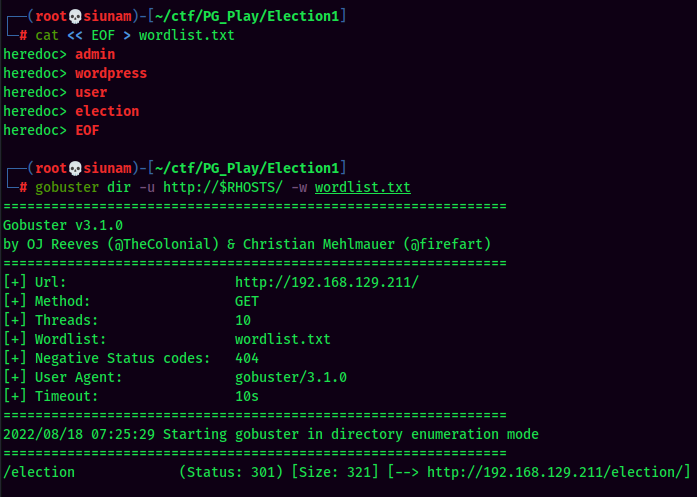 ┌──(root💀siunam)-[~/ctf/PG_Play/Election1]
└─# cat << EOF > wordlist.txt
heredoc> admin
heredoc> wordpress
heredoc> user
heredoc> election
heredoc> EOF
┌──(root💀siunam)-[~/ctf/PG_Play/Election1]
└─# gobuster dir -u http://$RHOSTS/ -w wordlist.txt
===============================================================
Gobuster v3.1.0
by OJ Reeves (@TheColonial) & Christian Mehlmauer (@firefart)
===============================================================
[+] Url:                     http://192.168.129.211/
[+] Method:                  GET
[+] Threads:                 10
[+] Wordlist:                wordlist.txt
[+] Negative Status codes:   404
[+] User Agent:              gobuster/3.1.0
[+] Timeout:                 10s
===============================================================
2022/08/18 07:25:29 Starting gobuster in directory enumeration mode
===============================================================
/election             (Status: 301) [Size: 321] [--> http://192.168.129.211/election/]